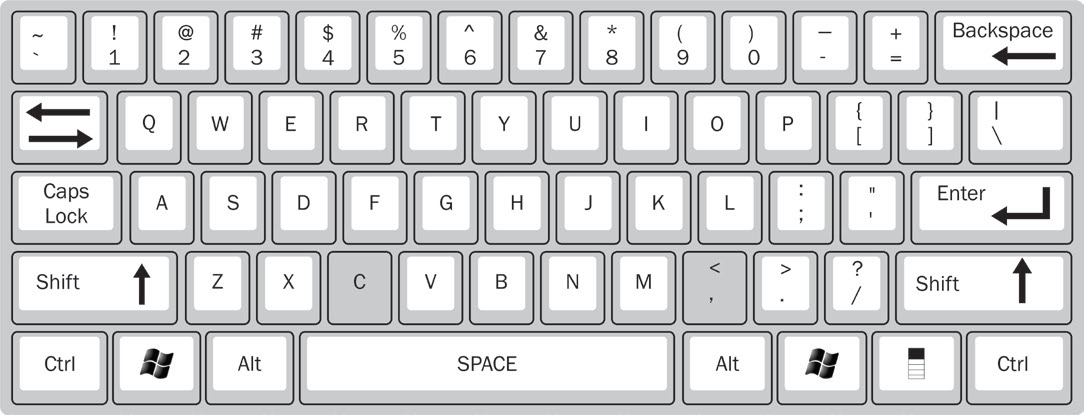 ~ ! @ # $ % ^ & * ( ) — + Backspace
` 1 2 3 4 5 6 7 8 9 0 - =
Q W E R T Y U I O P { } |
[ ] \
Caps A S D F G H J K L : " Enter
Lock ; '
Shift Z X C V B N M < > ? Shift
, . /
Ctrl Alt SPACE Alt Ctrl